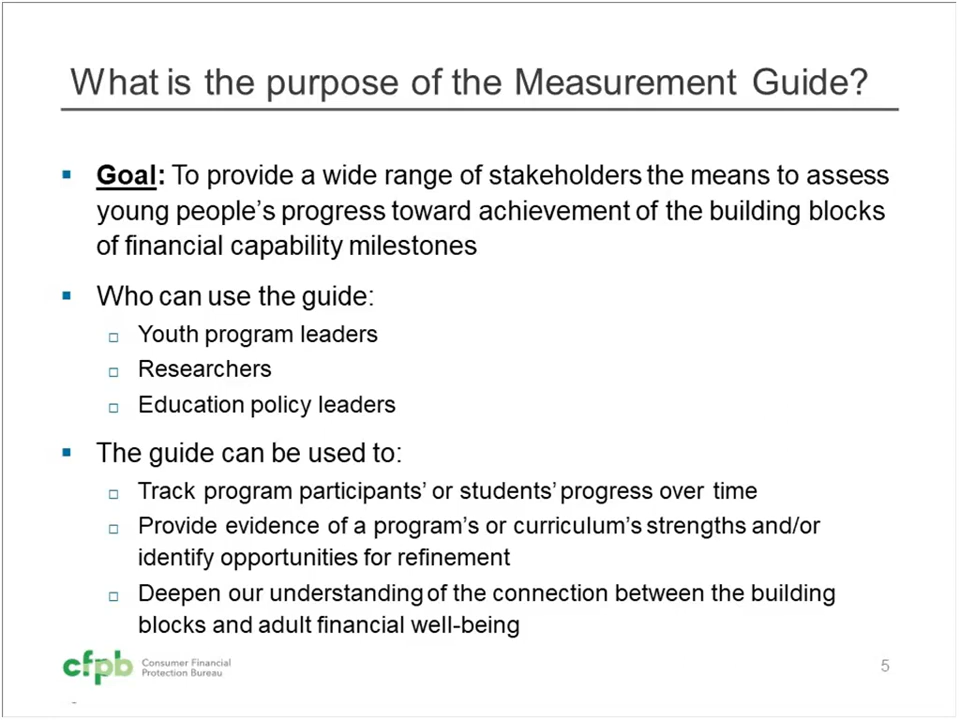 What is the purpose of the Measurement Guide?
Goal: To provide a wide range of stakeholders the means to assess
young people’s progress toward achievement of the building blocks
of financial capability milestones
Who can use the guide:
Youth program leaders
Researchers
Education policy leaders
The guide can be used to:
Track program participants’ or students’ progress over time
Provide evidence of a program’s or curriculum’s strengths and/or
identify opportunities for refinement
Deepen our understanding of the connection between the building
blocks and adult financial well-being
cfpb
Consumer Financial
Protection Bureau
5